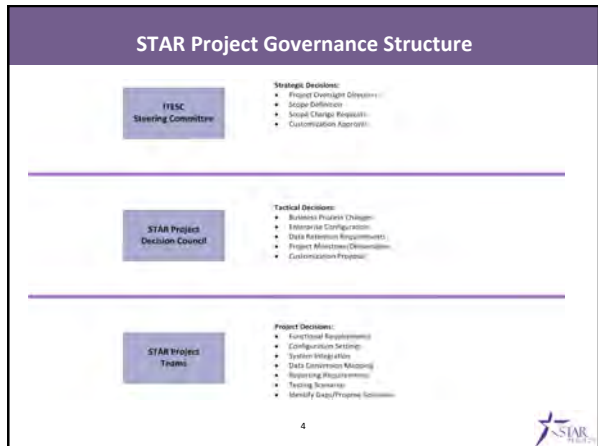 STAR Project Governance Structure
ITESC
Steering Committee
Strategic Decisions:
• Project Oversight Direction
• Scope Definition
• Scope Change Requests
• Customization Approvals
STAR Project
Decision Council
Tactical Decisions:
• Business Process Changes
• Enterprise Configuration
• Data Retention Requirements
• Project Milestones/Deliverables
• Customization Proposal
STAR Project
Teams
Project Decisions:
• Functional Requirements
• Configuration Settings
• System Integration
• Data Conversion Mapping
• Reporting Requirements
• Testing Scenarios
• Identify Gaps/Propose Solutions
4
STAR
PROJECT